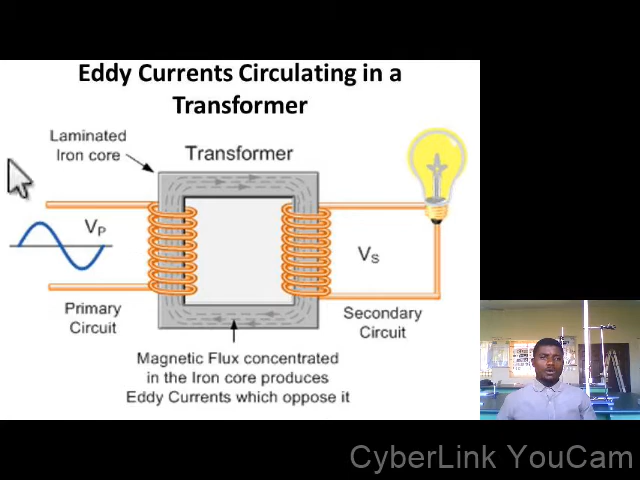 Eddy Currents Circulating in a
Transformer
Laminated
Iron core
Transformer
VP
VS
Primary
Circuit
Secondary
Circuit
Magnetic Flux concentrated
in the Iron core produces
Eddy Currents which oppose it
CyberLink YouCam